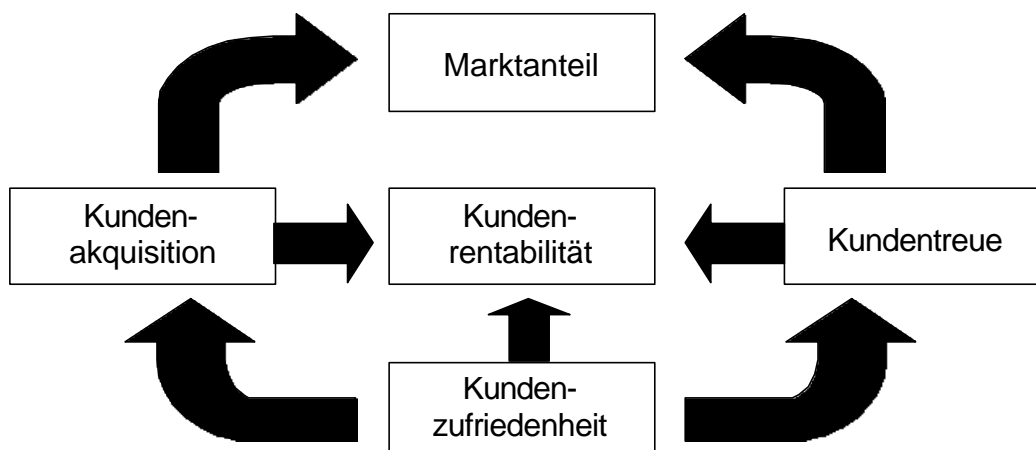 Marktanteil
Kunden-
akquisition
Kunden-
rentabilität
Kundentreue
Kunden-
zufriedenheit